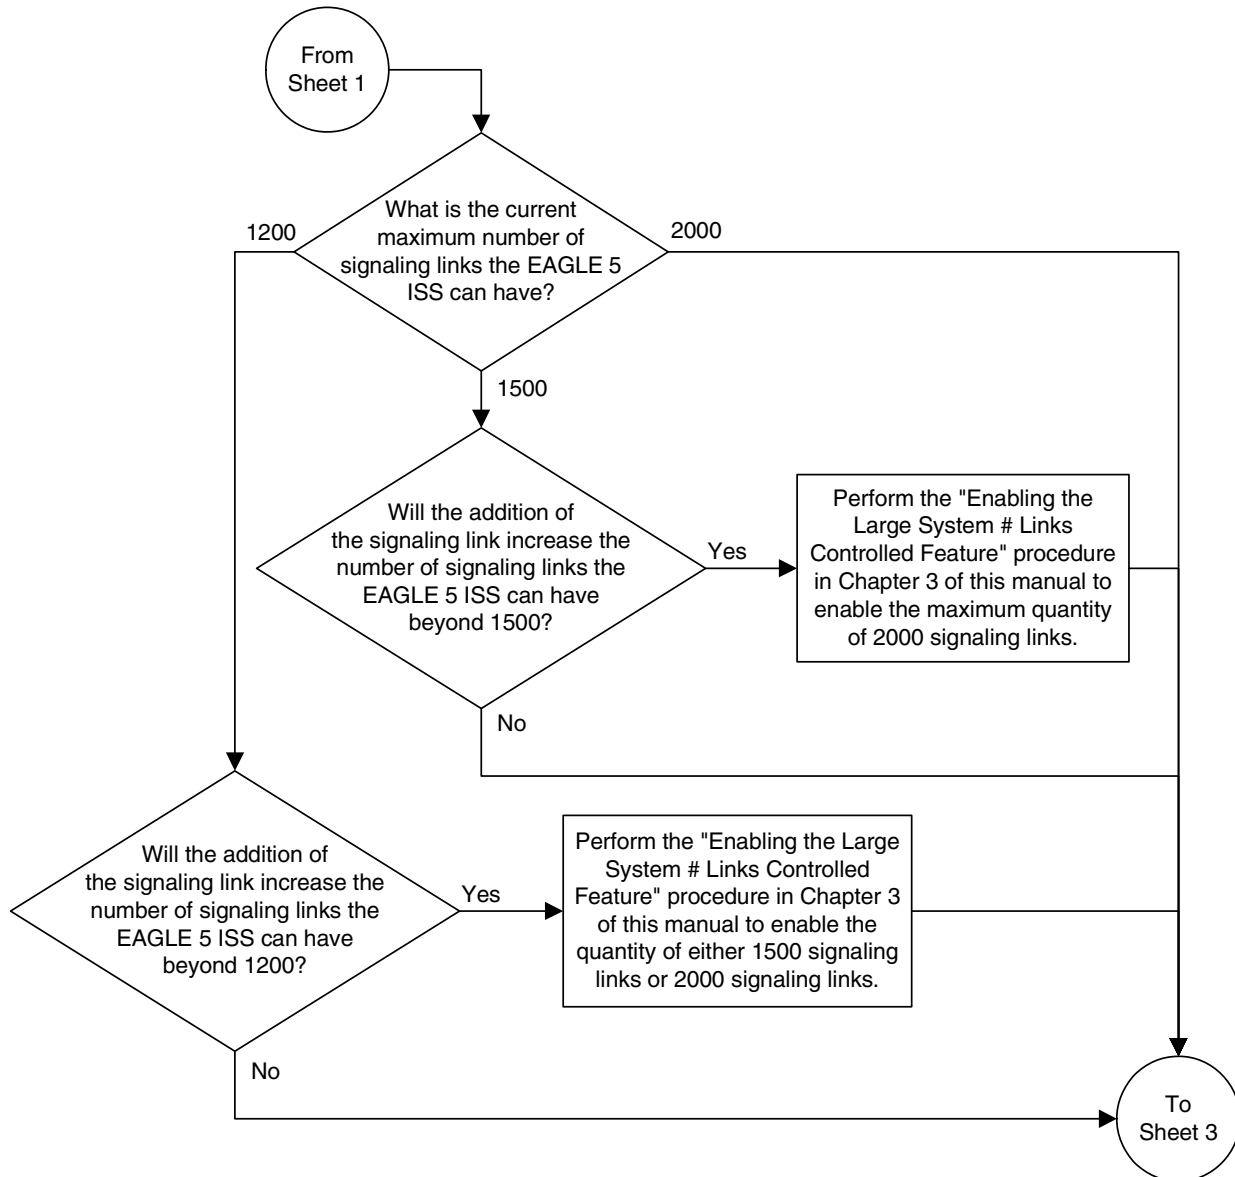 From
Sheet 1
What is the current
maximum number of
signaling links the EAGLE 5
ISS can have?
1200
2000
1500
Will the addition of
the signaling link increase the
number of signaling links the
EAGLE 5 ISS can have
beyond 1500?
Yes
Perform the "Enabling the
Large System # Links
Controlled Feature" procedure
in Chapter 3 of this manual to
enable the maximum quantity
of 2000 signaling links.
No
Will the addition of
the signaling link increase the
number of signaling links the
EAGLE 5 ISS can have
beyond 1200?
Yes
Perform the "Enabling the Large
System # Links Controlled
Feature" procedure in Chapter 3
of this manual to enable the
quantity of either 1500 signaling
links or 2000 signaling links.
No
To
Sheet 3